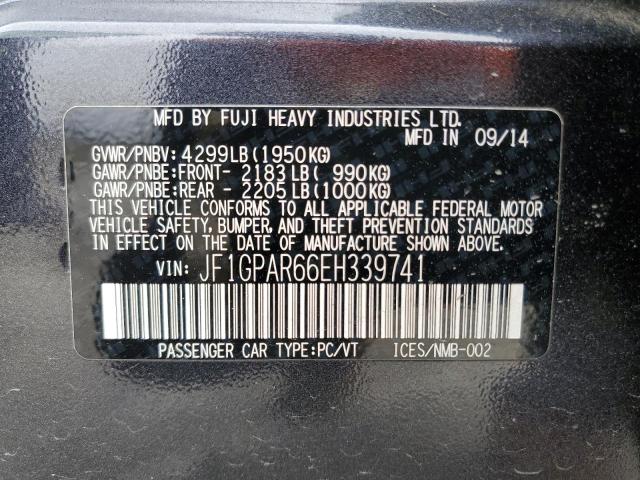 MFD BY FUJI HEAVY INDUSTRIES LTD.
MFD IN 09/14
GVWR/PNBV: 4299LB(1950KG)
GAWR/PNBE:FRONT- 2183LB( 990KG)
GAWR/PNBE:REAR - 2205LB(1000KG)
THIS VEHICLE CONFORMS TO ALL APPLICABLE FEDERAL MOTOR
VEHICLE SAFETY, BUMPER, AND THEFT PREVENTION STANDARDS
IN EFFECT ON THE DATE OF MANUFACTURE SHOWN ABOVE.
VIN: JF1GPAR66EH339741
PASSENGER CAR TYPE:PC/VT ICES/NMB-002